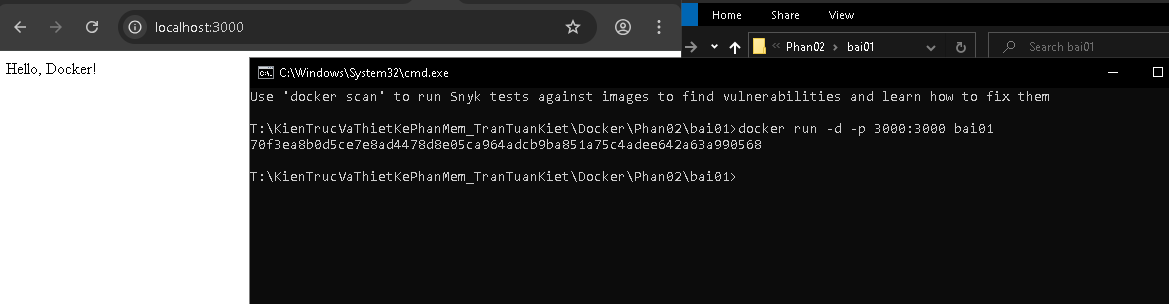 localhost:3000
Home Share View
Phan02 bai01 Search bai01
Hello, Docker!
C:\Windows\System32\cmd.exe
Use 'docker scan' to run Snyk tests against images to find vulnerabilities and learn how to fix them
T:\KienTrucVaThietKePhanMem_TranTuanKiet\Docker\Phan02\bai01>docker run -d -p 3000:3000 bai01
70f3ea8b0d5ce7e8ad4478d8e05ca964adcb9ba851a75c4adee642a63a990568
T:\KienTrucVaThietKePhanMem_TranTuanKiet\Docker\Phan02\bai01>